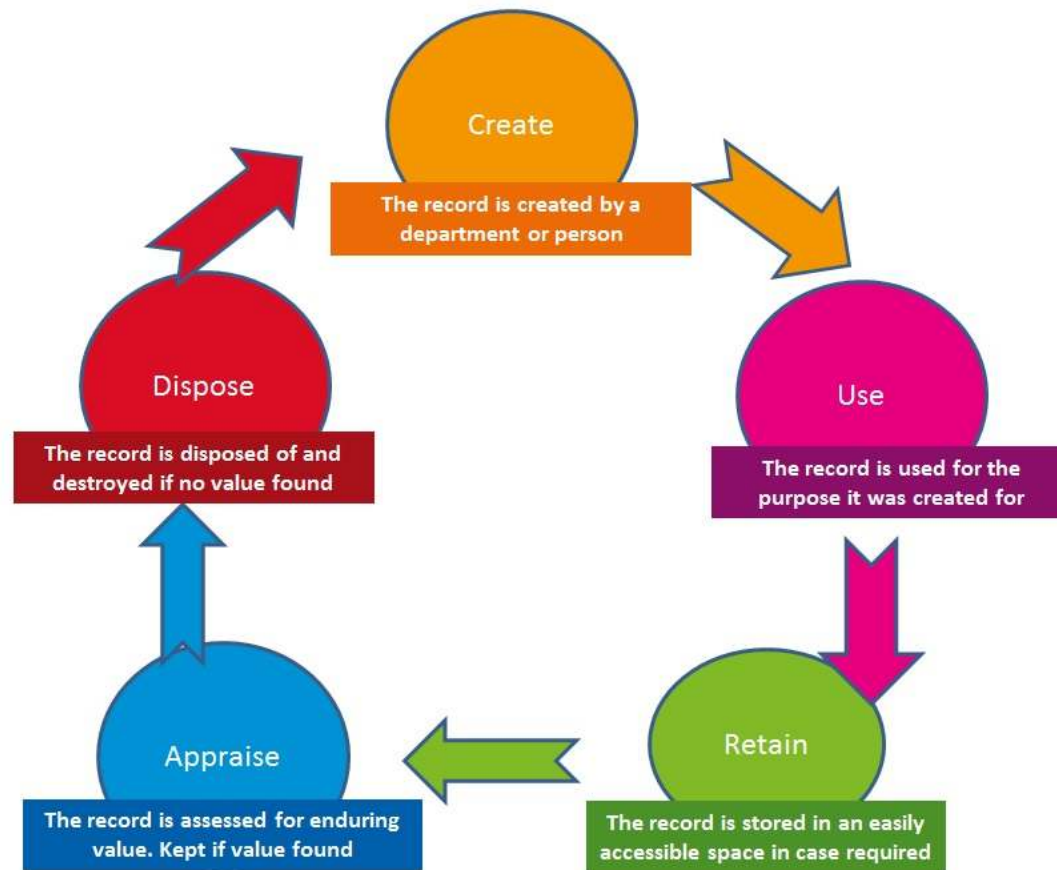 Create
The record is created by a
department or person
Use
The record is used for the
purpose it was created for
Retain
The record is stored in an easily
accessible space in case required
Appraise
The record is assessed for enduring
value. Kept if value found
Dispose
The record is disposed of and
destroyed if no value found